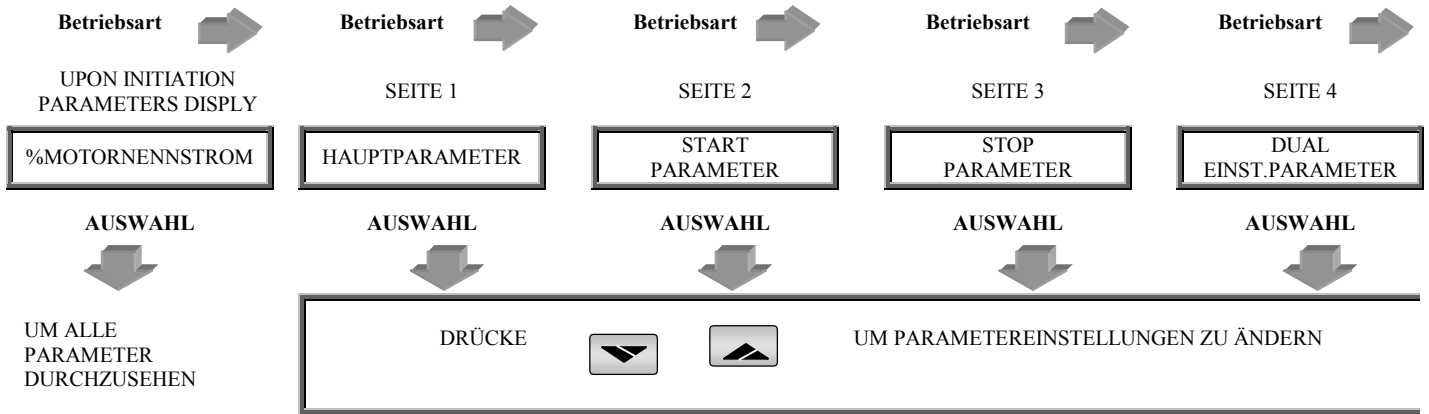 Betriebsart Betriebsart Betriebsart Betriebsart Betriebsart
UPON INITIATION
PARAMETERS DISPLY
SEITE 1
SEITE 2
SEITE 3
SEITE 4
%MOTORNENNSTROM
HAUPTPARAMETER
START
PARAMETER
STOP
PARAMETER
DUAL
EINST.PARAMETER
AUSWAHL AUSWAHL AUSWAHL AUSWAHL AUSWAHL
UM ALLE
PARAMETER
DURCHZUSEHEN
DRÜCKE UM PARAMETEREINSTELLUNGEN ZU ÄNDERN